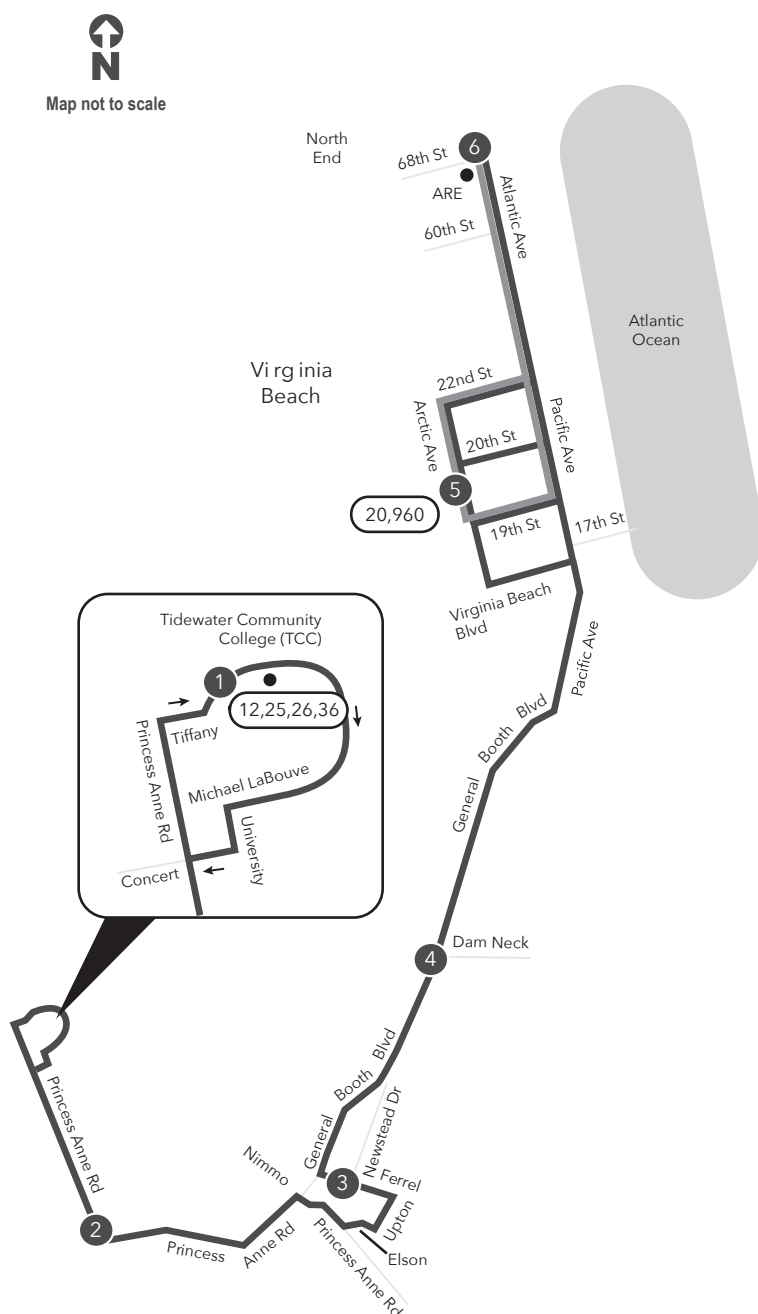 N
Map not to scale
North
End
68th St
6
ARE
Atlantic Ave
60th St
Atlantic
Ocean
Virginia
Beach
22nd St
Arctic Ave
Pacific Ave
20th St
5
20,960
19th St
17th St
Virginia Beach
Blvd
Pacific Ave
Tidewater Community
College (TCC)
1
12,25,26,36
Tiffany
Princess Anne Rd
Michael LaBouve
University
Concert
General
Booth
Blvd
4
Dam Neck
General
Booth
Blvd
Newstead Dr
Princess Anne Rd
Nimmo
3
Ferrel
Upton
2
Princess
Anne Rd
Princess Anne Rd
Elson